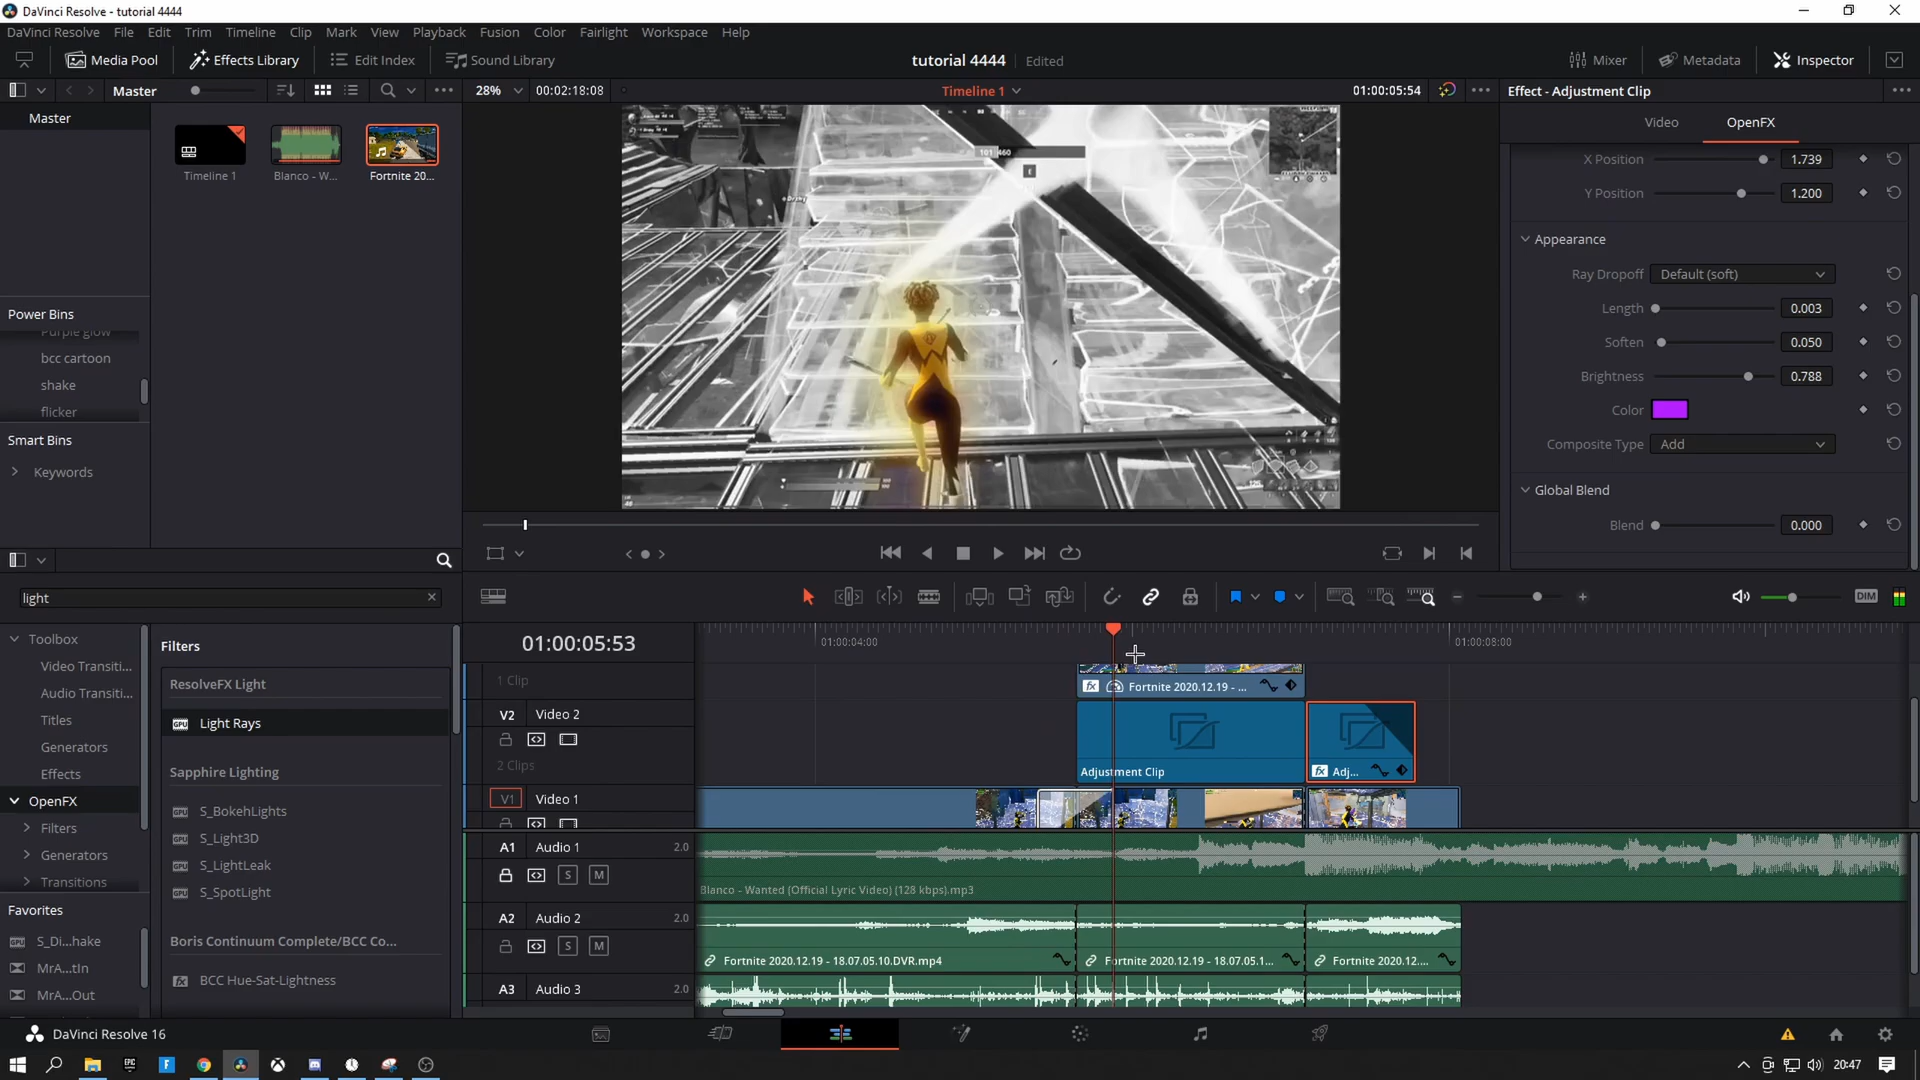 DaVinci Resolve - tutorial 4444
DaVinci Resolve File Edit Trim Timeline Clip Mark View Playback Fusion Color Fairlight Workspace Help
Media Pool Effects Library Edit Index Sound Library tutorial 4444 Edited Mixer Metadata Inspector
Master 28% 00:02:18:08 Timeline 1 01:00:05:54 Effect - Adjustment Clip
Master
Video OpenFX
Timeline 1 Blanco - W... Fortnite 20...
X Position 1.739
Y Position 1.200
Appearance
Ray Dropoff Default (soft)
Length 0.003
Soften 0.050
Brightness 0.788
Color
Composite Type Add
Global Blend
Blend 0.000
Power Bins
Purple glow
bcc cartoon
shake
flicker
Smart Bins
Keywords
101 460
E
light
DIM
Toolbox
Video Transiti...
Audio Transiti...
Titles
Generators
Effects
OpenFX
Filters
Generators
Transitions
Favorites
S_Di...hake
MrA...tIn
MrA...Out
Filters
ResolveFX Light
Light Rays
Sapphire Lighting
S_BokehLights
S_Light3D
S_LightLeak
S_SpotLight
Boris Continuum Complete/BCC Co...
BCC Hue-Sat-Lightness
01:00:05:53 01:00:04:00 01:00:08:00
1 Clip
Fortnite 2020.12.19 - ...
V2 Video 2
2 Clips
Adjustment Clip Adj...
V1 Video 1
A1 Audio 1 2.0
S M
Blanco - Wanted (Official Lyric Video) (128 kbps).mp3
A2 Audio 2 2.0
S M
Fortnite 2020.12.19 - 18.07.05.10.DVR.mp4 Fortnite 2020.12.19 - 18.07.05.1... Fortnite 2020.12....
A3 Audio 3 2.0
DaVinci Resolve 16
20:47